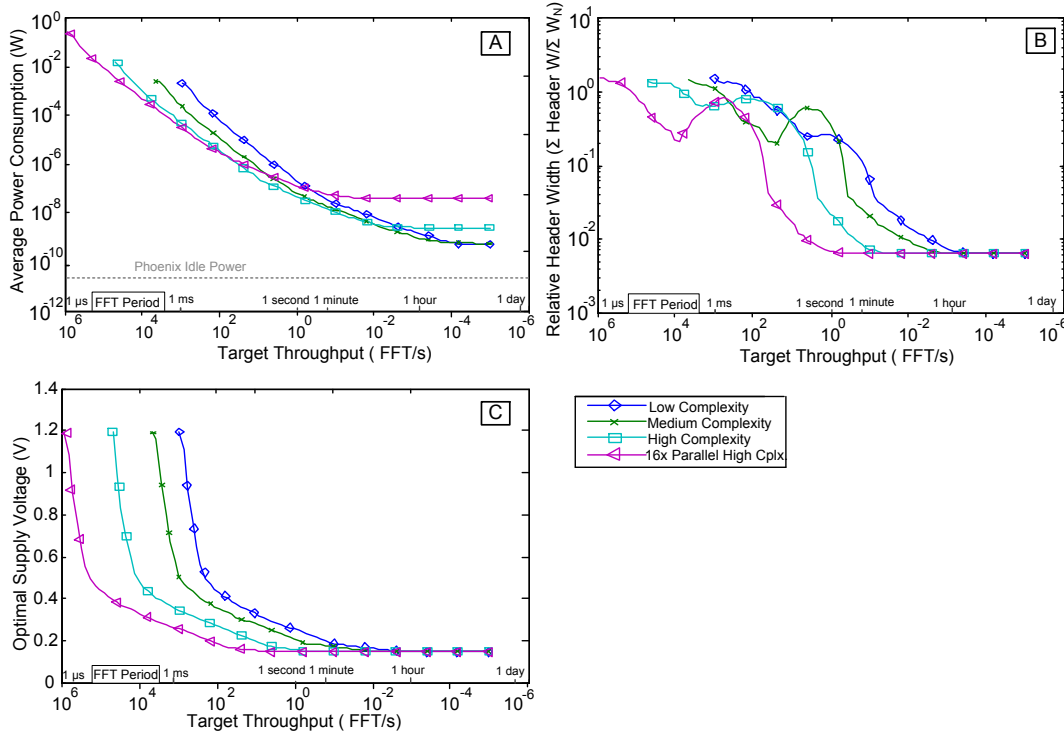 A
Average Power Consumption (W)
10^0
10^-2
10^-4
10^-6
10^-8
10^-10
10^-12
Phoenix Idle Power
1 µs FFT Period 1 ms 1 second 1 minute 1 hour 1 day
10^6 10^4 10^2 10^0 10^-2 10^-4 10^-6
Target Throughput ( FFT/s)
B
Relative Header Width (Σ Header W/Σ W_N)
10^1
10^0
10^-1
10^-2
10^-3
1 µs FFT Period 1 ms 1 second 1 minute 1 hour 1 day
10^6 10^4 10^2 10^0 10^-2 10^-4 10^-6
Target Throughput ( FFT/s)
C
Optimal Supply Voltage (V)
1.4
1.2
1
0.8
0.6
0.4
0.2
0
1 µs FFT Period 1 ms 1 second 1 minute 1 hour 1 day
10^6 10^4 10^2 10^0 10^-2 10^-4 10^-6
Target Throughput ( FFT/s)
Low Complexity
Medium Complexity
High Complexity
16x Parallel High Cplx.